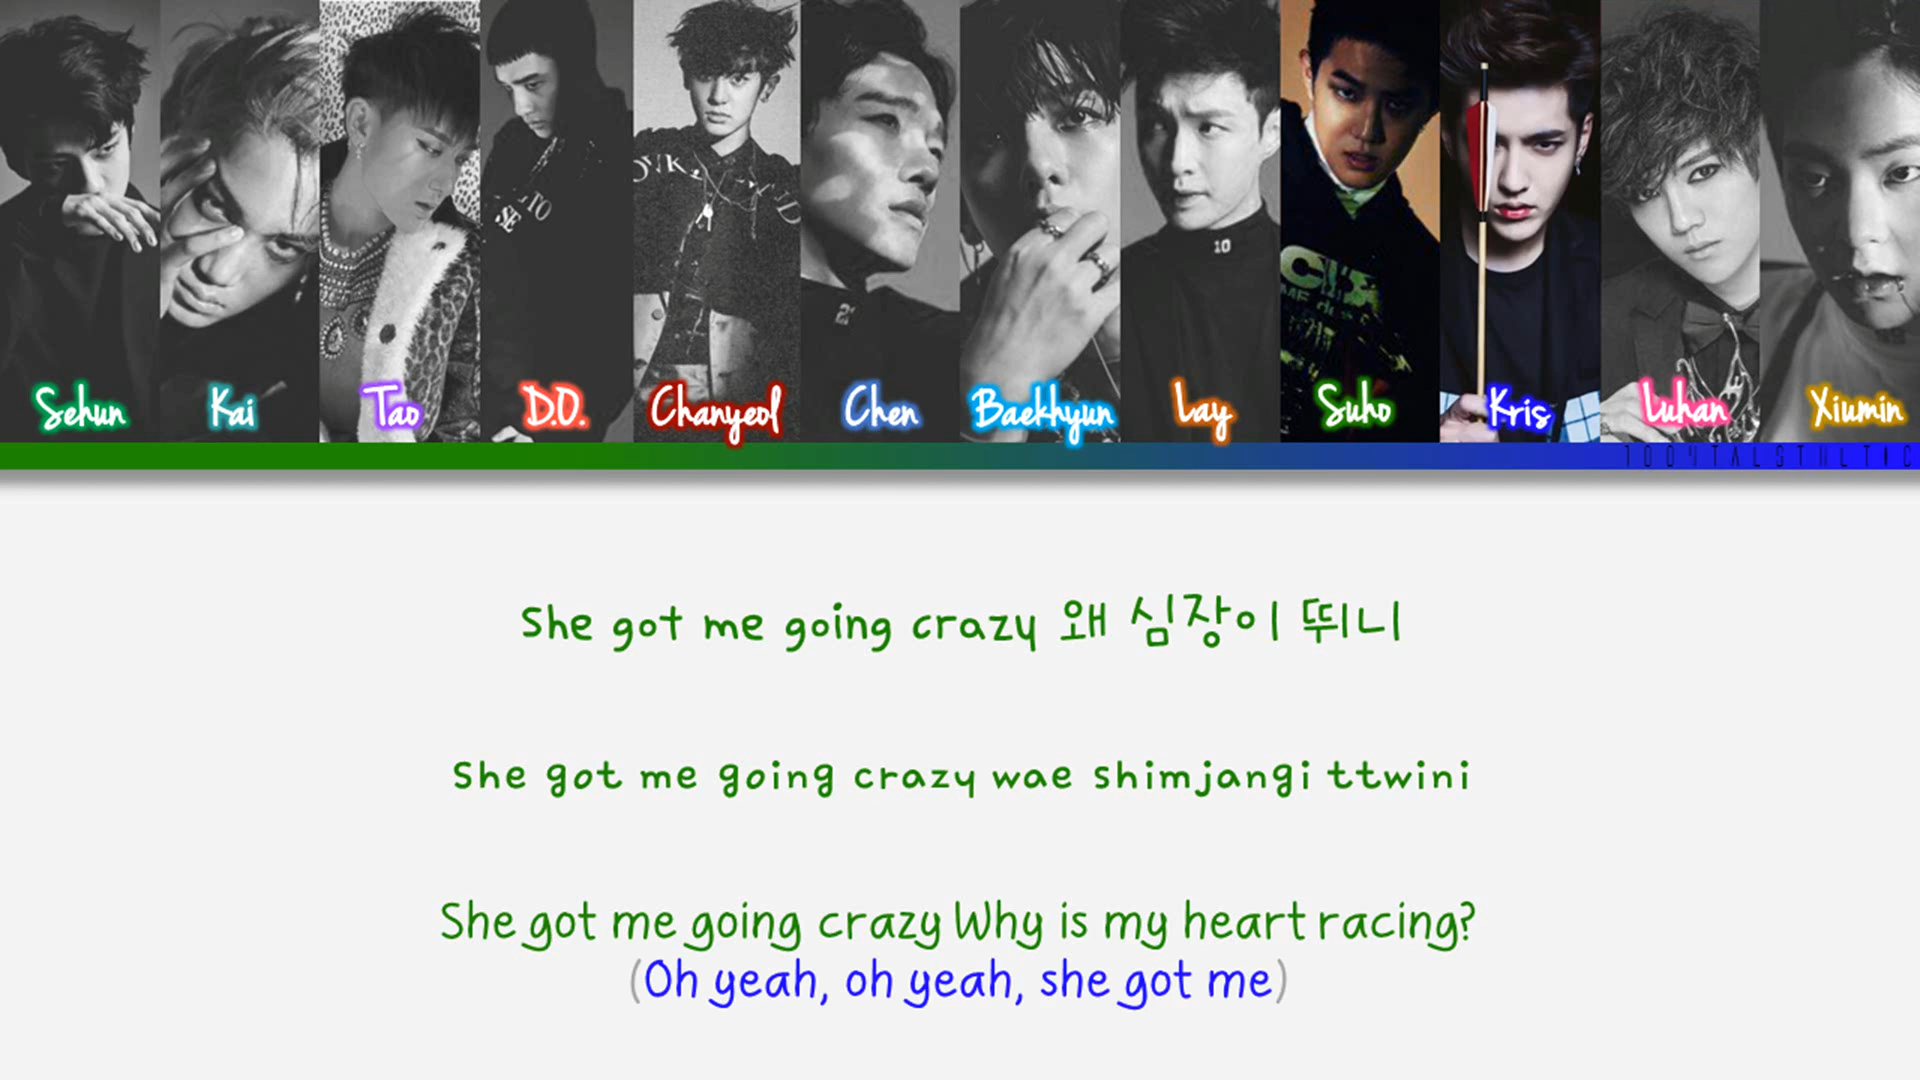 Sehun Kai Tao D.O. Chanyeol Chen Baekhyun Lay Suho Kris Luhan Xiumin
She got me going crazy 왜 심장이 뛰니
She got me going crazy wae shimjangi ttwini
She got me going crazy Why is my heart racing?
(Oh yeah, oh yeah, she got me)